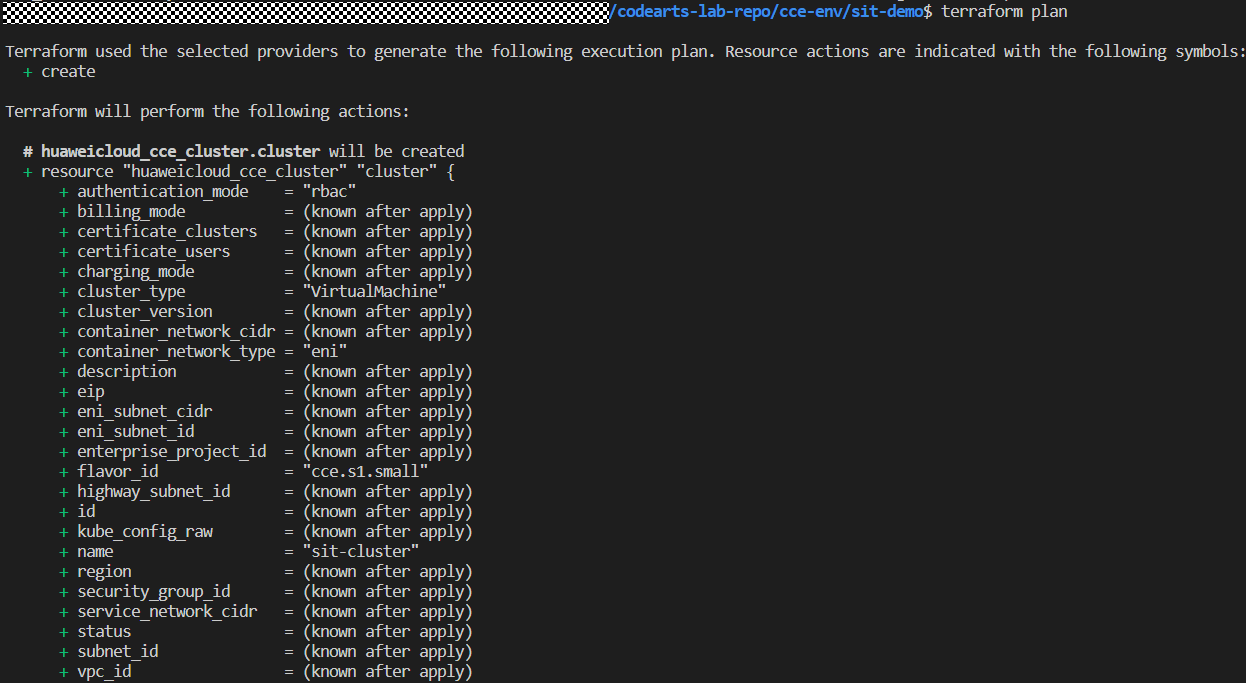 /codearts-lab-repo/cce-env/sit-demo$ terraform plan
Terraform used the selected providers to generate the following execution plan. Resource actions are indicated with the following symbols:
+ create
Terraform will perform the following actions:
# huaweicloud_cce_cluster.cluster will be created
+ resource "huaweicloud_cce_cluster" "cluster" {
+ authentication_mode = "rbac"
+ billing_mode = (known after apply)
+ certificate_clusters = (known after apply)
+ certificate_users = (known after apply)
+ charging_mode = (known after apply)
+ cluster_type = "VirtualMachine"
+ cluster_version = (known after apply)
+ container_network_cidr = (known after apply)
+ container_network_type = "eni"
+ description = (known after apply)
+ eip = (known after apply)
+ eni_subnet_cidr = (known after apply)
+ eni_subnet_id = (known after apply)
+ enterprise_project_id = (known after apply)
+ flavor_id = "cce.s1.small"
+ highway_subnet_id = (known after apply)
+ id = (known after apply)
+ kube_config_raw = (known after apply)
+ name = "sit-cluster"
+ region = (known after apply)
+ security_group_id = (known after apply)
+ service_network_cidr = (known after apply)
+ status = (known after apply)
+ subnet_id = (known after apply)
+ vpc_id = (known after apply)